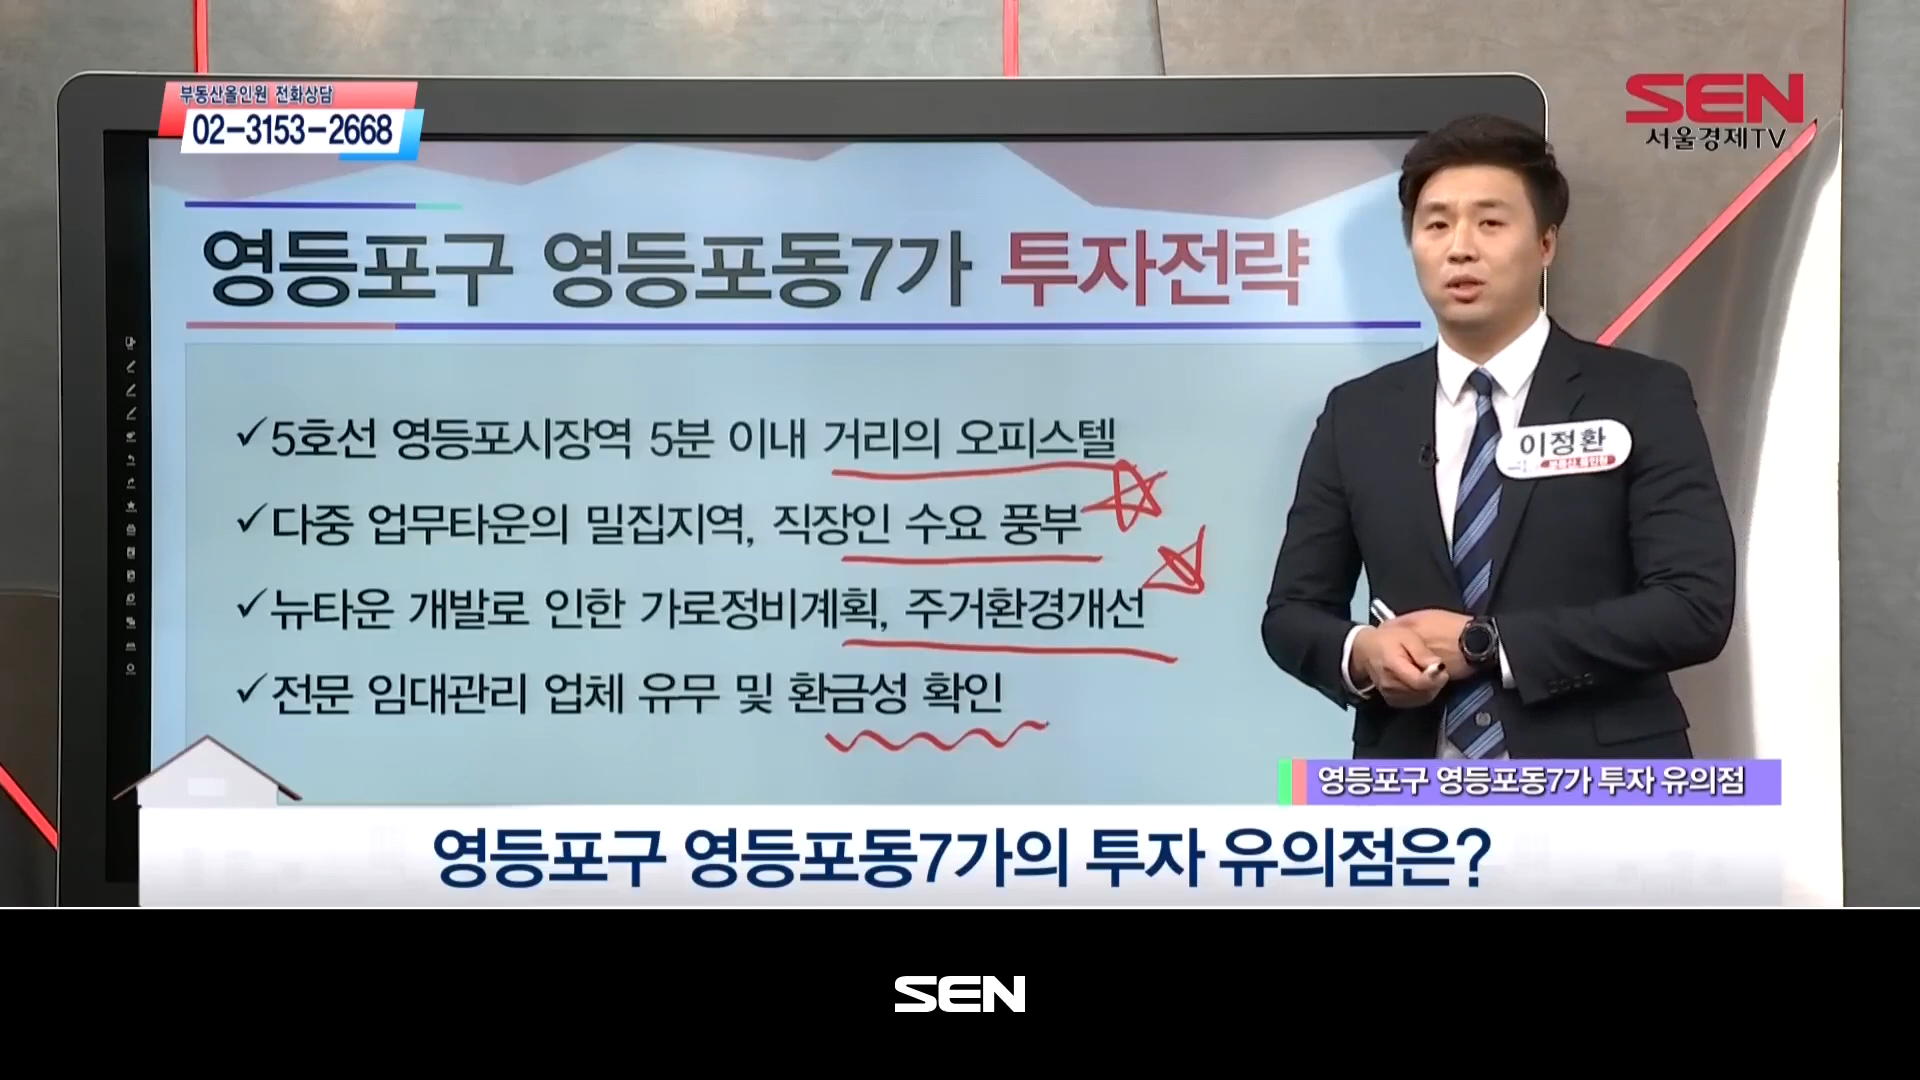 부동산올인원 전화상담
02-3153-2668
SEN
서울경제TV
영등포구 영등포동7가 투자전략
✓5호선 영등포시장역 5분 이내 거리의 오피스텔
✓다중 업무타운의 밀집지역, 직장인 수요 풍부
✓뉴타운 개발로 인한 가로정비계획, 주거환경개선
✓전문 임대관리 업체 유무 및 환금성 확인
이정환
영등포구 영등포동7가 투자 유의점
영등포구 영등포동7가의 투자 유의점은?
SEN